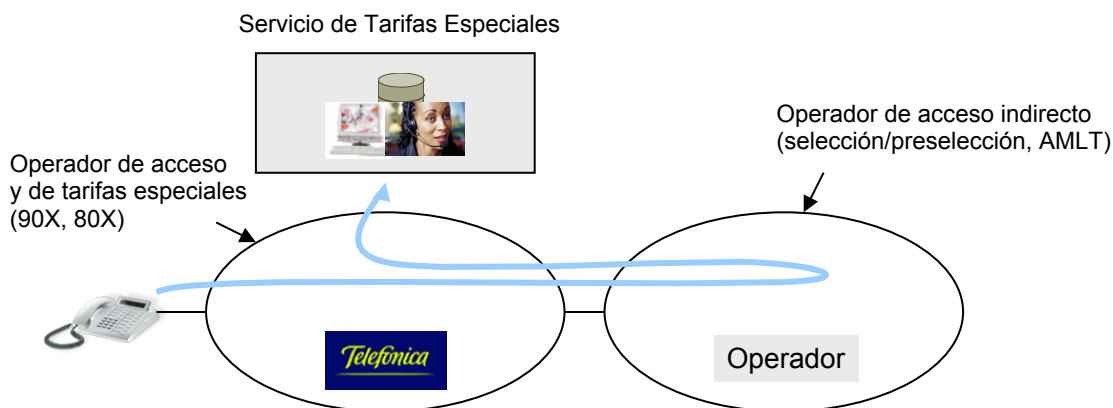 Servicio de Tarifas Especiales
Operador de acceso indirecto
(selección/preselección, AMLT)
Operador de acceso
y de tarifas especiales
(90X, 80X)
Telefónica
Operador